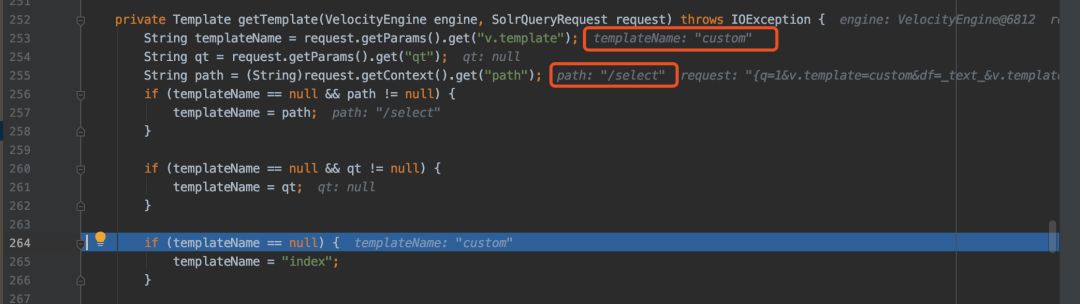 251
252 private Template getTemplate(VelocityEngine engine, SolrQueryRequest request) throws IOException { engine: VelocityEngine@6812 re
253 String templateName = request.getParams().get("v.template"); templateName: "custom"
254 String qt = request.getParams().get("qt"); qt: null
255 String path = (String)request.getContext().get("path"); path: "/select" request: "{q=1&v.template=custom&df=_text_&v.templat
256 if (templateName == null && path != null) {
257 templateName = path; path: "/select"
258 }
260 if (templateName == null && qt != null) {
261 templateName = qt; qt: null
262 }
263
264 if (templateName == null) { templateName: "custom"
265 templateName = "index";
266 }
267